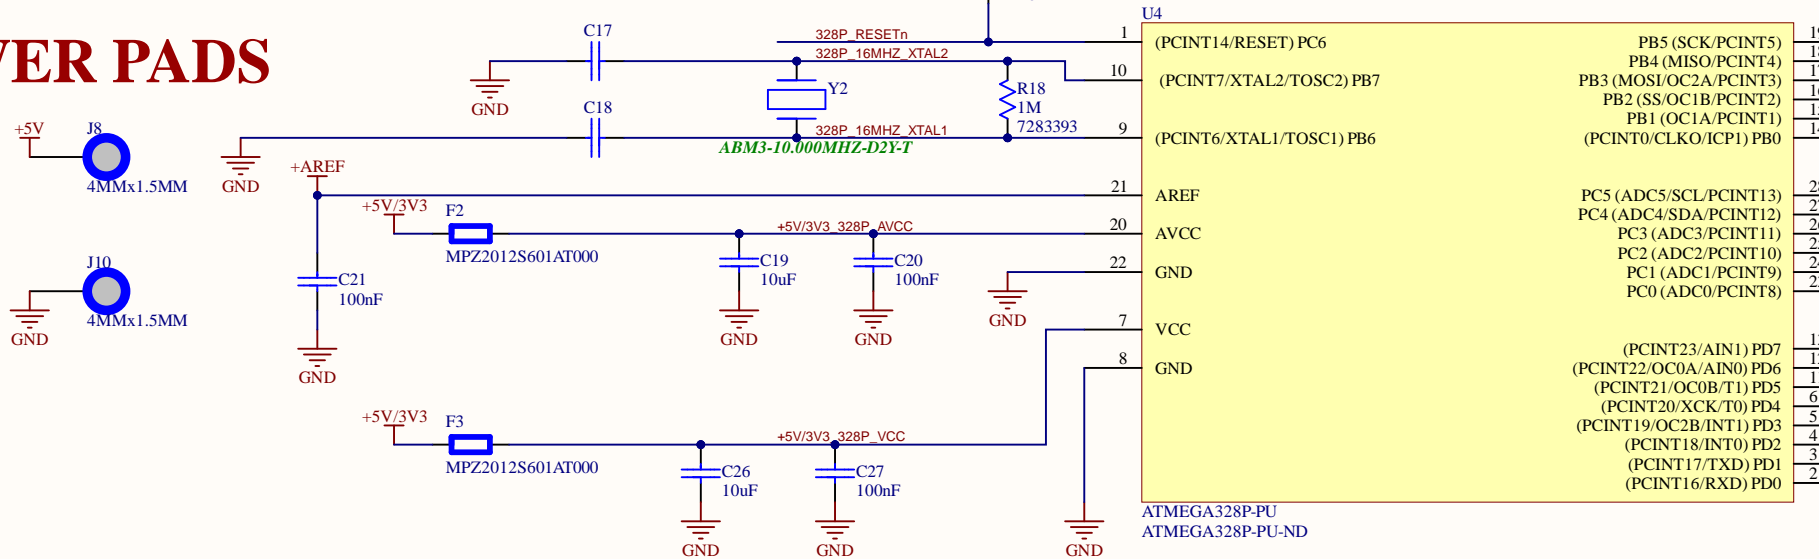 VER PADS
+5V
J8
4MMx1.5MM
J10
GND
4MMx1.5MM
C17
GND
C18
GND
328P_RESETn
328P_16MHZ_XTAL2
Y2
328P_16MHZ_XTAL1
ABM3-10.000MHZ-D2Y-T
R18
1M
7283393
+AREF
C21
100nF
GND
+5V/3V3
F2
MPZ2012S601AT000
+5V/3V3_328P_AVCC
C19
10uF
GND
C20
100nF
GND
GND
+5V/3V3
F3
MPZ2012S601AT000
+5V/3V3_328P_VCC
C26
10uF
GND
C27
100nF
GND
GND
U4
1 (PCINT14/RESET) PC6
10 (PCINT7/XTAL2/TOSC2) PB7
9 (PCINT6/XTAL1/TOSC1) PB6
21 AREF
20 AVCC
22 GND
7 VCC
8 GND
PB5 (SCK/PCINT5)
PB4 (MISO/PCINT4)
PB3 (MOSI/OC2A/PCINT3)
PB2 (SS/OC1B/PCINT2)
PB1 (OC1A/PCINT1)
(PCINT0/CLKO/ICP1) PB0
PC5 (ADC5/SCL/PCINT13)
PC4 (ADC4/SDA/PCINT12)
PC3 (ADC3/PCINT11)
PC2 (ADC2/PCINT10)
PC1 (ADC1/PCINT9)
PC0 (ADC0/PCINT8)
(PCINT23/AIN1) PD7
(PCINT22/OC0A/AIN0) PD6
(PCINT21/OC0B/T1) PD5
(PCINT20/XCK/T0) PD4 6
(PCINT19/OC2B/INT1) PD3 5
(PCINT18/INT0) PD2 4
(PCINT17/TXD) PD1 3
(PCINT16/RXD) PD0 2
ATMEGA328P-PU
ATMEGA328P-PU-ND